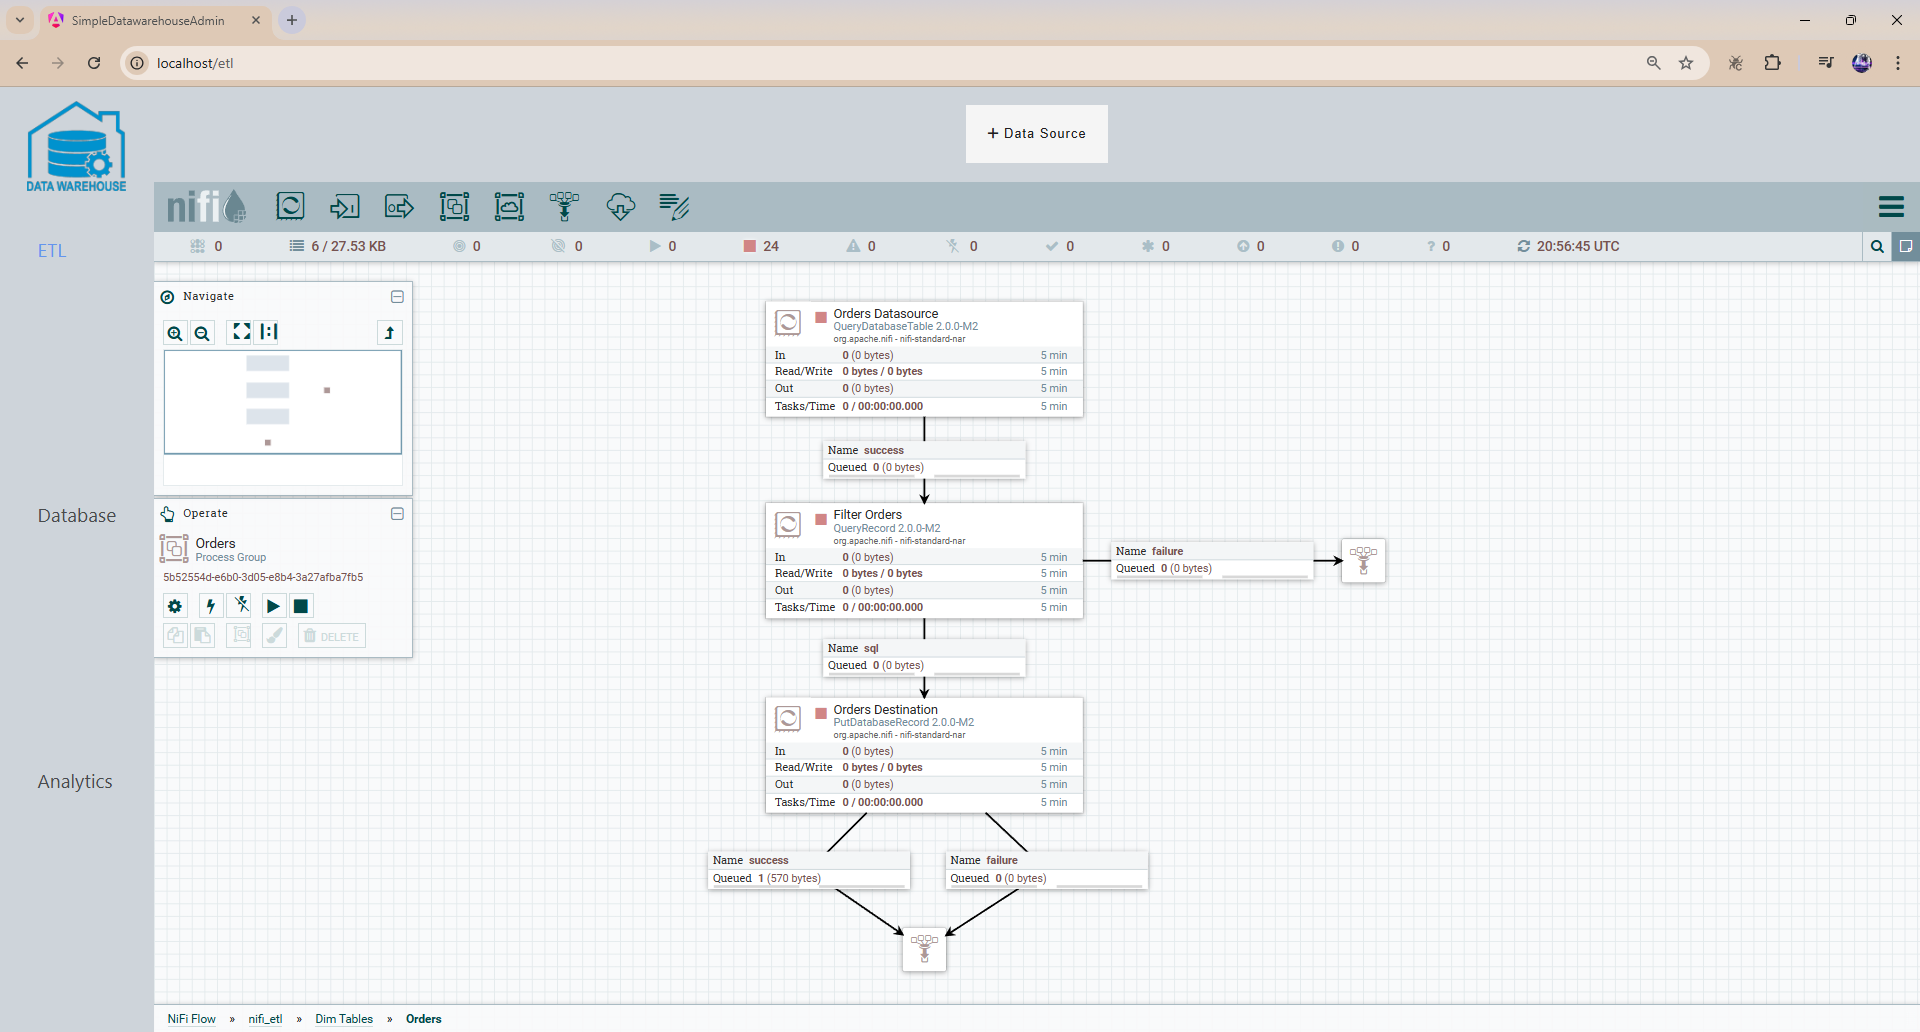 SimpleDatawarehouseAdmin
localhost/etl
+ Data Source
DATA WAREHOUSE
nifi
0
6 / 27.53 KB
0
0
0
24
0
0
0
0
0
0
? 0
20:56:45 UTC
ETL
Database
Analytics
Navigate
Operate
Orders
Process Group
5b52554d-e6b0-3d05-e8b4-3a27afba7fb5
DELETE
Orders Datasource
QueryDatabaseTable 2.0.0-M2
org.apache.nifi - nifi-standard-nar
In 0 (0 bytes) 5 min
Read/Write 0 bytes / 0 bytes 5 min
Out 0 (0 bytes) 5 min
Tasks/Time 0 / 00:00:00.000 5 min
Name success
Queued 0 (0 bytes)
Filter Orders
QueryRecord 2.0.0-M2
org.apache.nifi - nifi-standard-nar
In 0 (0 bytes) 5 min
Read/Write 0 bytes / 0 bytes 5 min
Out 0 (0 bytes) 5 min
Tasks/Time 0 / 00:00:00.000 5 min
Name failure
Queued 0 (0 bytes)
Name sql
Queued 0 (0 bytes)
Orders Destination
PutDatabaseRecord 2.0.0-M2
org.apache.nifi - nifi-standard-nar
In 0 (0 bytes) 5 min
Read/Write 0 bytes / 0 bytes 5 min
Out 0 (0 bytes) 5 min
Tasks/Time 0 / 00:00:00.000 5 min
Name success
Queued 1 (570 bytes)
Name failure
Queued 0 (0 bytes)
NiFi Flow » nifi_etl » Dim Tables » Orders